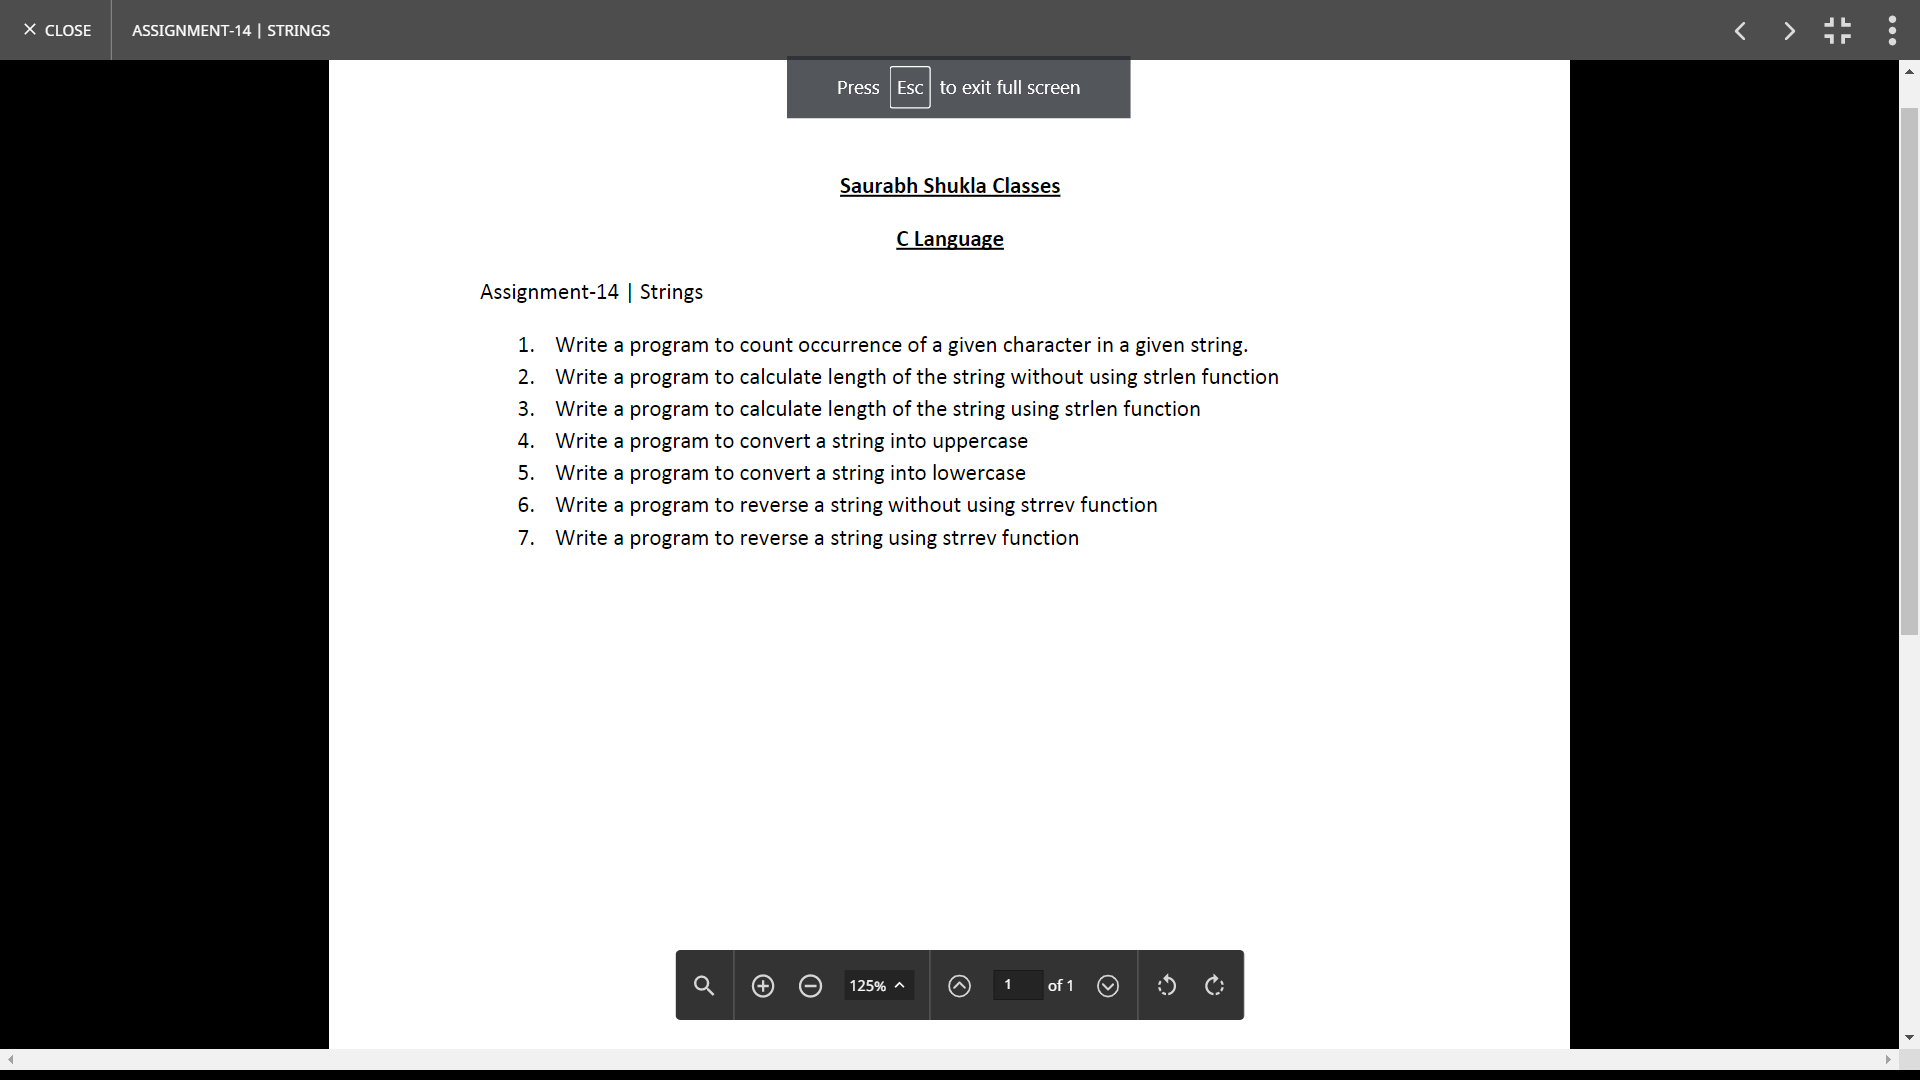 CLOSE
ASSIGNMENT-14 | STRINGS
Press Esc to exit full screen
Saurabh Shukla Classes
C Language
Assignment-14 | Strings
1. Write a program to count occurrence of a given character in a given string.
2. Write a program to calculate length of the string without using strlen function
3. Write a program to calculate length of the string using strlen function
4. Write a program to convert a string into uppercase
5. Write a program to convert a string into lowercase
6. Write a program to reverse a string without using strrev function
7. Write a program to reverse a string using strrev function
125% 1 of 1